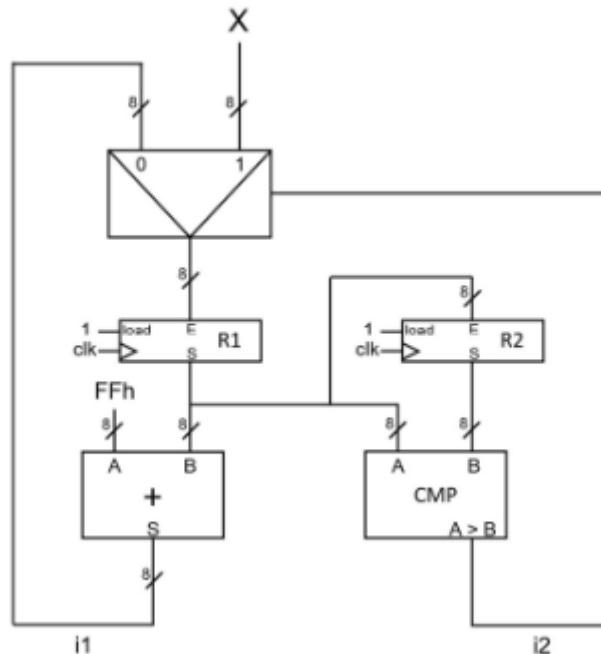 X
8 8
0 1
8 8
1 load E R1 1 load E R2
clk S clk S
FFh
8 8 8 8
A B A B
+ CMP
S A > B
8
i1 i2